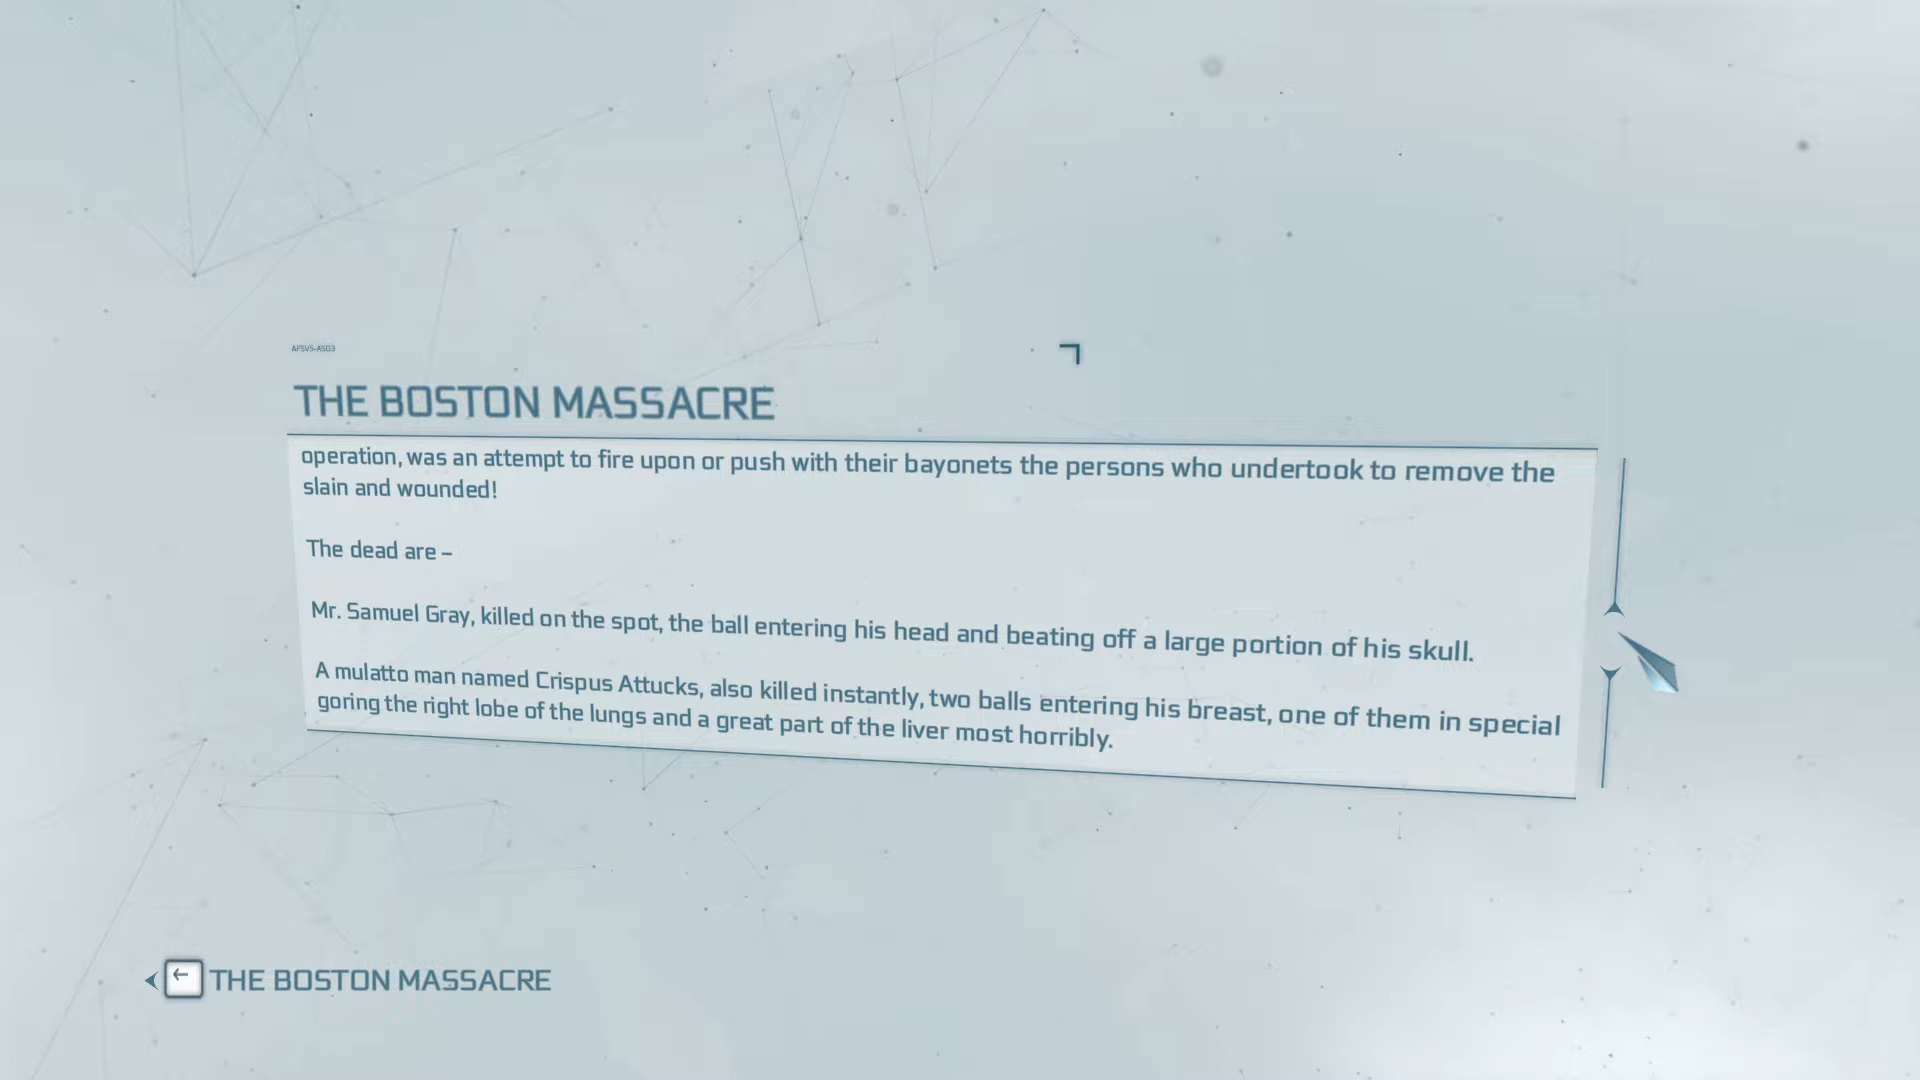 AFSV5-AS03
THE BOSTON MASSACRE
operation, was an attempt to fire upon or push with their bayonets the persons who undertook to remove the
slain and wounded!
The dead are –
Mr. Samuel Gray, killed on the spot, the ball entering his head and beating off a large portion of his skull.
A mulatto man named Crispus Attucks, also killed instantly, two balls entering his breast, one of them in special
goring the right lobe of the lungs and a great part of the liver most horribly.
THE BOSTON MASSACRE